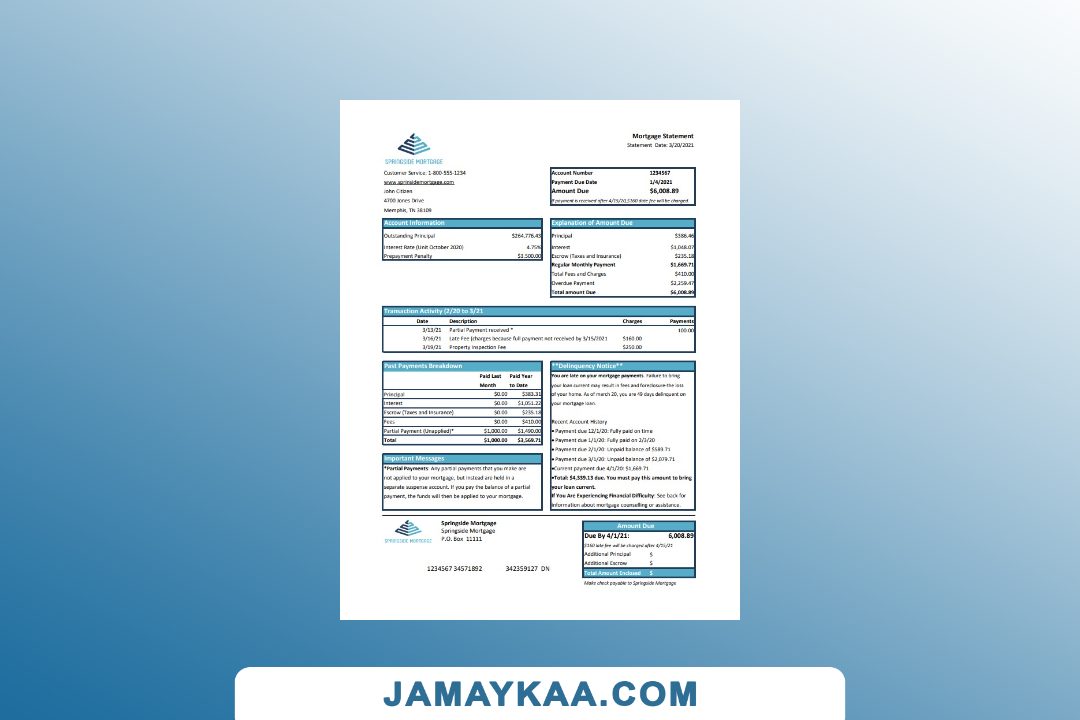 Mortgage Statement
Statement Date: 3/20/2021
SPRINGSIDE MORTGAGE
Customer Service: 1-800-555-1234
www.springsidemortgage.com
John Citizen
4700 Jones Drive
Memphis, TN 38109
Account Number 1234567
Payment Due Date 1/4/2021
Amount Due $6,008.89
If payment is received after 4/15/20,$160 date fee will be charged.
Account Information
Outstanding Principal $264,776.43
Interest Rate (Unit October 2020) 4.75%
Prepayment Penalty $3,500.00
Explanation of Amount Due
Principal $386.46
Interest $1,048.07
Escrow (Taxes and Insurance) $235.18
Regular Monthly Payment $1,669.71
Total Fees and Charges $410.00
Overdue Payment $2,259.47
Total amount Due $6,008.89
Transaction Activity (2/20 to 3/21
Date Description Charges Payments
3/13/21 Partial Payment received * 100.00
3/16/21 Late Fee (charges because full payment not received by 3/15/2021 $160.00
3/19/21 Property Inspection Fee $250.00
Past Payments Breakdown
Paid Last Month Paid Year to Date
Principal $0.00 $383.31
Interest $0.00 $1,051.22
Escrow (Taxes and Insurance) $0.00 $235.18
Fees $0.00 $410.00
Partial Payment (Unapplied)* $1,000.00 $1,490.00
Total $1,000.00 $3,569.71
Important Messages
*Partial Payments: Any partial payments that you make are
not applied to your mortgage, but instead are held in a
separate suspense account. If you pay the balance of a partial
payment, the funds will then be applied to your mortgage.
**Delinquency Notice**
You are late on your mortgage payments. Failure to bring
your loan current may result in fees and foreclosure-the loss
of your home. As of march 20, you are 49 days delinquent on
your mortgage loan.
Recent Account History
•Payment due 12/1/20: Fully paid on time
•Payment due 1/1/20: Fully paid on 2/3/20
•Payment due 2/1/20: Unpaid balance of $589.71
•Payment due 3/1/20: Unpaid balance of $2,079.71
•Current payment due 4/1/20: $1,669.71
•Total: $4,339.13 due. You must pay this amount to bring
your loan current.
If You Are Experiencing Financial Difficulty: See back for
information about mortgage counselling or assistance.
SPRINGSIDE MORTGAGE
Springside Mortgage
Springside Mortgage
P.O. Box 11111
1234567 34571892 342359127 DN
Amount Due
Due By 4/1/21: 6,008.89
$160 late fee will be charged after 4/15/21
Additional Principal $
Additional Escrow $
Total Amount Enclosed $
Make check payable to Springside Mortgage
JAMAYKAA.COM